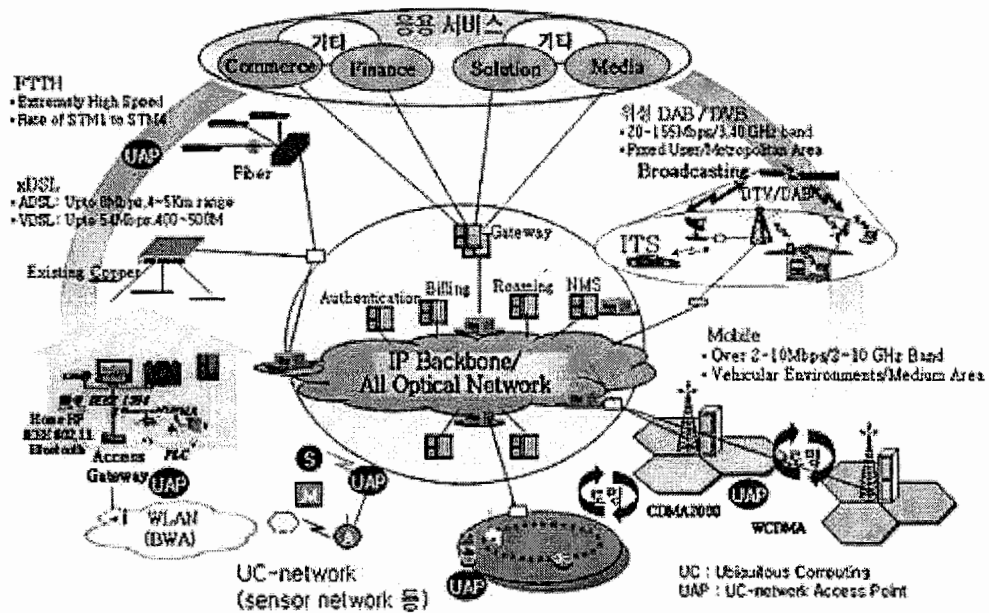 응용 서비스
기타
기타
Commerce
Finance
Solution
Media
FTTH
• Extremely High Speed
• Rate of STM1 to STM4
UAP
Fiber
xDSL
• ADSL: Upto 8Mbps,4~5Km range
• VDSL: Upto 54Mbps,400~500M
Existing Copper
위성 DAB/DVB
• 20~155Mbps/3,40 GHz band
• Fixed User/Metropolitan Area
Broadcasting
DTV/DAB
ITS
Gateway
Authentication
Billing
Roaming
NMS
IP Backbone/
All Optical Network
Mobile
• Over 2~10Mbps/2~10 GHz Band
• Vehicular Environments/Medium Area
IEEE 1394
Home RF
IEEE 802.11
Bluetooth
PLC
Access
Gateway
UAP
WLAN
(BWA)
S
M
UAP
A
UC-network
(sensor network 등)
UAP
로밍
CDMA2000
UAP
로밍
WCDMA
UC : Ubiquitous Computing
UAP : UC-network Access Point